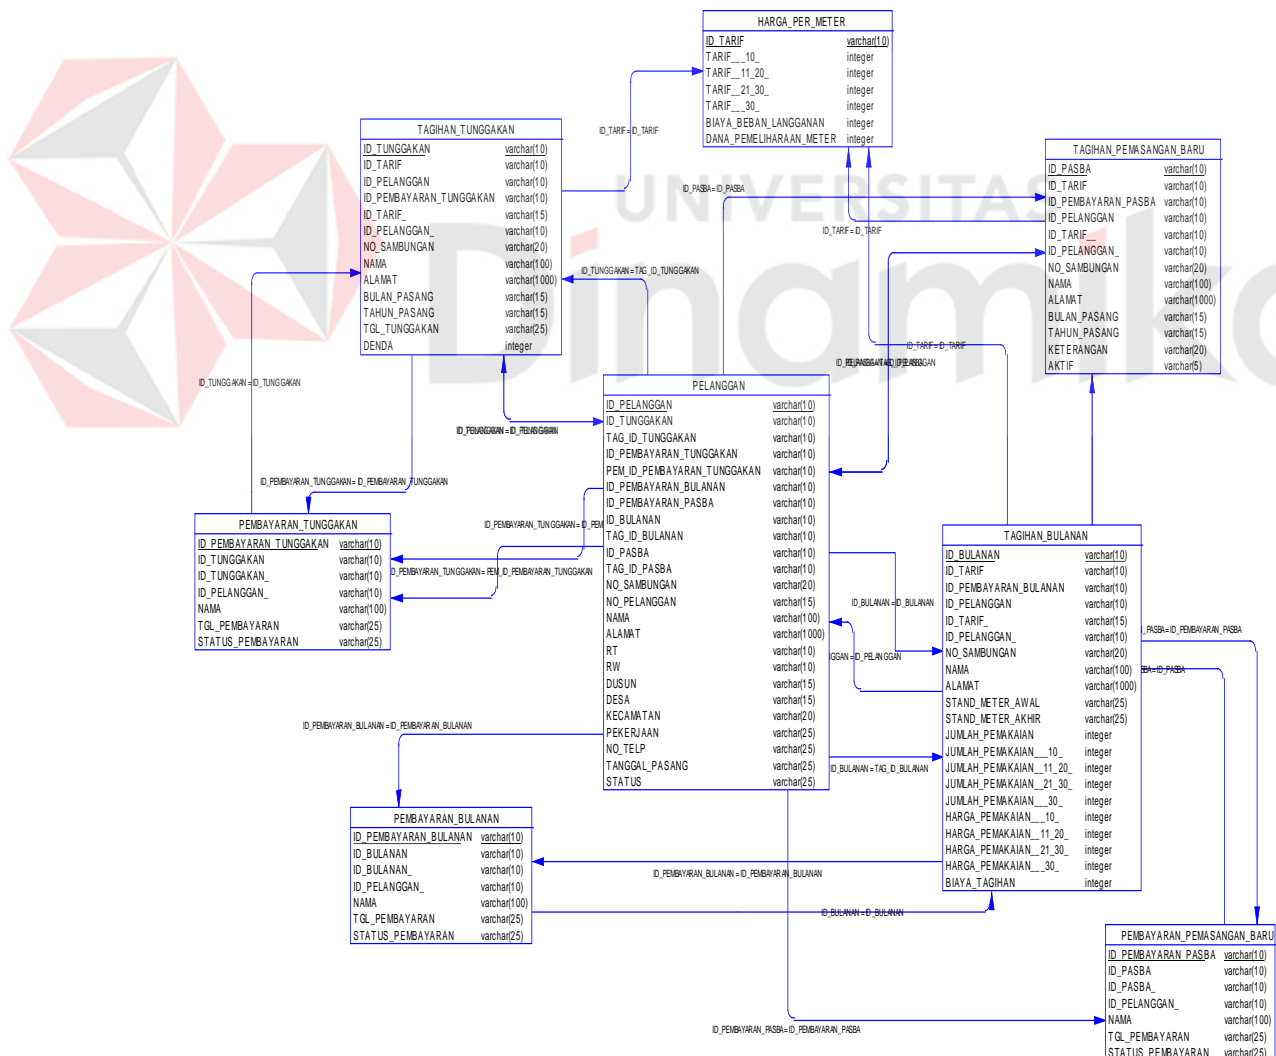 HARGA_PER_METER
ID_TARIF varchar(10)
TARIF___10_ integer
TARIF__11_20_ integer
TARIF__21_30_ integer
TARIF___30_ integer
BIAYA_BEBAN_LANGGANAN integer
DANA_PEMELIHARAAN_METER integer
TAGIHAN_TUNGGAKAN
ID_TUNGGAKAN varchar(10)
ID_TARIF varchar(10)
ID_PELANGGAN varchar(10)
ID_PEMBAYARAN_TUNGGAKAN varchar(10)
ID_TARIF_ varchar(15)
ID_PELANGGAN_ varchar(10)
NO_SAMBUNGAN varchar(20)
NAMA varchar(100)
ALAMAT varchar(1000)
BULAN_PASANG varchar(15)
TAHUN_PASANG varchar(15)
TGL_TUNGGAKAN varchar(25)
DENDA integer
ID_TARIF = ID_TARIF
TAGIHAN_PEMASANGAN_BARU
ID_PASBA varchar(10)
ID_TARIF varchar(10)
ID_PEMBAYARAN_PASBA varchar(10)
ID_PELANGGAN varchar(10)
ID_TARIF__ varchar(10)
ID_PELANGGAN_ varchar(10)
NO_SAMBUNGAN varchar(20)
NAMA varchar(100)
ALAMAT varchar(1000)
BULAN_PASANG varchar(15)
TAHUN_PASANG varchar(15)
KETERANGAN varchar(20)
AKTIF varchar(5)
UNIVERSITAS
Dinamika
ID_PASBA = ID_PASBA
ID_TARIF = ID_TARIF
ID_TUNGGAKAN = TAG_ID_TUNGGAKAN
ID_TARIF = ID_TARIF
ID_TUNGGAKAN = ID_TUNGGAKAN
PELANGGAN
ID_PELANGGAN varchar(10)
ID_TUNGGAKAN varchar(10)
TAG_ID_TUNGGAKAN varchar(10)
ID_PEMBAYARAN_TUNGGAKAN varchar(10)
PEM_ID_PEMBAYARAN_TUNGGAKAN varchar(10)
ID_PEMBAYARAN_BULANAN varchar(10)
ID_PEMBAYARAN_PASBA varchar(10)
ID_BULANAN varchar(10)
TAG_ID_BULANAN varchar(10)
ID_PASBA varchar(10)
TAG_ID_PASBA varchar(10)
NO_SAMBUNGAN varchar(20)
NO_PELANGGAN varchar(15)
NAMA varchar(100)
ALAMAT varchar(1000)
RT varchar(10)
RW varchar(10)
DUSUN varchar(15)
DESA varchar(15)
KECAMATAN varchar(20)
PEKERJAAN varchar(25)
NO_TELP varchar(25)
TANGGAL_PASANG varchar(25)
STATUS varchar(25)
ID_PEMBAYARAN_TUNGGAKAN = ID_PEMBAYARAN_TUNGGAKAN
PEMBAYARAN_TUNGGAKAN
ID_PEMBAYARAN_TUNGGAKAN varchar(10)
ID_TUNGGAKAN varchar(10)
ID_TUNGGAKAN_ varchar(10)
ID_PELANGGAN_ varchar(10)
NAMA varchar(100)
TGL_PEMBAYARAN varchar(25)
STATUS_PEMBAYARAN varchar(25)
ID_PEMBAYARAN_TUNGGAKAN = ID_PEM
ID_PEMBAYARAN_TUNGGAKAN = PEM_ID_PEMBAYARAN_TUNGGAKAN
TAGIHAN_BULANAN
ID_BULANAN varchar(10)
ID_TARIF varchar(10)
ID_PEMBAYARAN_BULANAN varchar(10)
ID_PELANGGAN varchar(10)
ID_TARIF_ varchar(15)
ID_PELANGGAN_ varchar(10)
NO_SAMBUNGAN varchar(20)
NAMA varchar(100)
ALAMAT varchar(1000)
STAND_METER_AWAL varchar(25)
STAND_METER_AKHIR varchar(25)
JUMLAH_PEMAKAIAN integer
JUMLAH_PEMAKAIAN___10_ integer
JUMLAH_PEMAKAIAN__11_20_ integer
JUMLAH_PEMAKAIAN__21_30_ integer
JUMLAH_PEMAKAIAN___30_ integer
HARGA_PEMAKAIAN___10_ integer
HARGA_PEMAKAIAN__11_20_ integer
HARGA_PEMAKAIAN__21_30_ integer
HARGA_PEMAKAIAN___30_ integer
BIAYA_TAGIHAN integer
ID_BULANAN = ID_BULANAN
NGGAN = ID_PELANGGAN
_PASBA = ID_PEMBAYARAN_PASBA
SBA = ID_PASBA
ID_PEMBAYARAN_BULANAN = ID_PEMBAYARAN_BULANAN
ID_BULANAN = TAG_ID_BULANAN
PEMBAYARAN_BULANAN
ID_PEMBAYARAN_BULANAN varchar(10)
ID_BULANAN varchar(10)
ID_BULANAN_ varchar(10)
ID_PELANGGAN_ varchar(10)
NAMA varchar(100)
TGL_PEMBAYARAN varchar(25)
STATUS_PEMBAYARAN varchar(25)
ID_PEMBAYARAN_BULANAN = ID_PEMBAYARAN_BULANAN
ID_BULANAN = ID_BULANAN
PEMBAYARAN_PEMASANGAN_BARU
ID_PEMBAYARAN_PASBA varchar(10)
ID_PASBA varchar(10)
ID_PASBA_ varchar(10)
ID_PELANGGAN_ varchar(10)
NAMA varchar(100)
TGL_PEMBAYARAN varchar(25)
STATUS_PEMBAYARAN varchar(25)
ID_PEMBAYARAN_PASBA = ID_PEMBAYARAN_PASBA